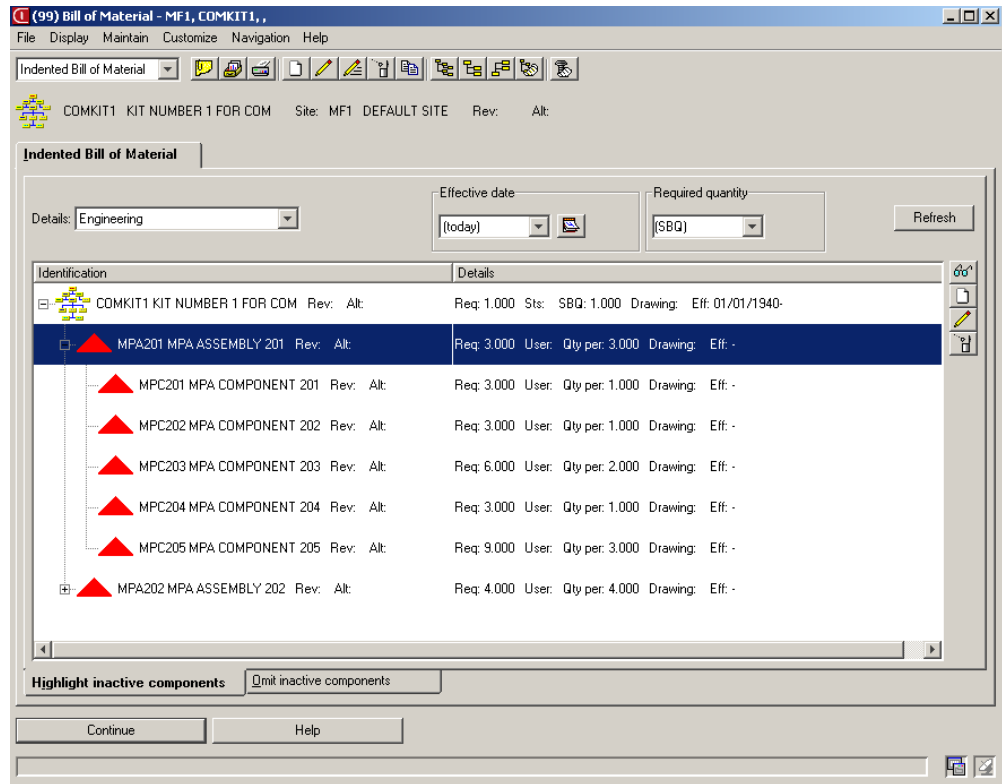 (99) Bill of Material - MF1, COMKIT1, ,
File Display Maintain Customize Navigation Help
Indented Bill of Material
COMKIT1 KIT NUMBER 1 FOR COM Site: MF1 DEFAULT SITE Rev: Alt:
Indented Bill of Material
Effective date Required quantity
Details: Engineering (today) (SBQ) Refresh
Identification Details
COMKIT1 KIT NUMBER 1 FOR COM Rev: Alt: Req: 1.000 Sts: SBQ: 1.000 Drawing: Eff: 01/01/1940-
MPA201 MPA ASSEMBLY 201 Rev: Alt: Req: 3.000 User: Qty per: 3.000 Drawing: Eff: -
MPC201 MPA COMPONENT 201 Rev: Alt: Req: 3.000 User: Qty per: 1.000 Drawing: Eff: -
MPC202 MPA COMPONENT 202 Rev: Alt: Req: 3.000 User: Qty per: 1.000 Drawing: Eff: -
MPC203 MPA COMPONENT 203 Rev: Alt: Req: 6.000 User: Qty per: 2.000 Drawing: Eff: -
MPC204 MPA COMPONENT 204 Rev: Alt: Req: 3.000 User: Qty per: 1.000 Drawing: Eff: -
MPC205 MPA COMPONENT 205 Rev: Alt: Req: 9.000 User: Qty per: 3.000 Drawing: Eff: -
MPA202 MPA ASSEMBLY 202 Rev: Alt: Req: 4.000 User: Qty per: 4.000 Drawing: Eff: -
Highlight inactive components Omit inactive components
Continue Help